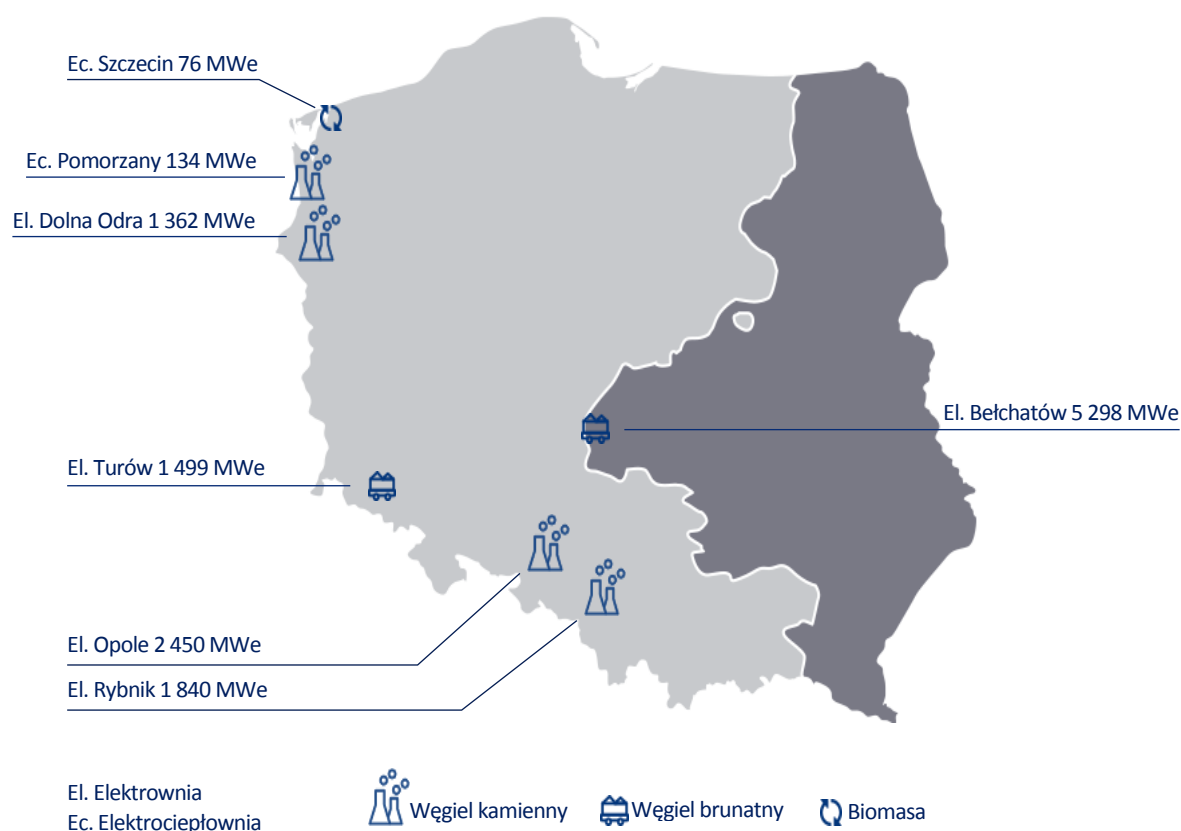 Ec. Szczecin 76 MWe
Ec. Pomorzany 134 MWe
El. Dolna Odra 1 362 MWe
El. Bełchatów 5 298 MWe
El. Turów 1 499 MWe
El. Opole 2 450 MWe
El. Rybnik 1 840 MWe
El. Elektrownia
Ec. Elektrociepłownia
Węgiel kamienny
Węgiel brunatny
Biomasa